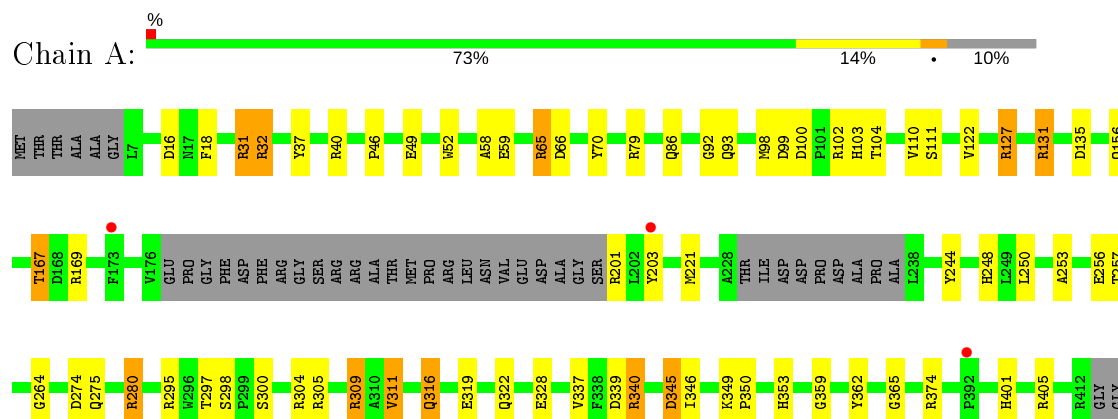 %
Chain A:
73% 14% • 10%
MET THR THR ALA ALA GLY L7 D16 N17 F18 R31 R32 Y37 R40 P46 E49 W52 A58 E59 R65 D66 Y70 R79 Q86 G92 Q93 M98 D99 D100 P101 R102 H103 T104 V110 S111 V122 R127 R131 D135
T167 D168 R169 F173 V176 GLU PRO GLY PHE ASP PHE ARG GLY SER ARG ARG ALA THR MET PRO ARG LEU ASN VAL GLU ASP ALA GLY SER R201 L202 Y203 M221 A228 THR ILE ASP ASP PRO ASP ALA PRO ALA L238 Y244 H248 L249 L250 A253 E256 T257
G264 D274 Q275 R280 R295 W296 T297 S298 P299 S300 R304 R305 R309 A310 V311 Q316 E319 Q322 E328 V337 F338 D339 R340 D345 I346 K349 P350 H353 G359 Y362 G365 R374 P392 H401 R405 R412 GLY